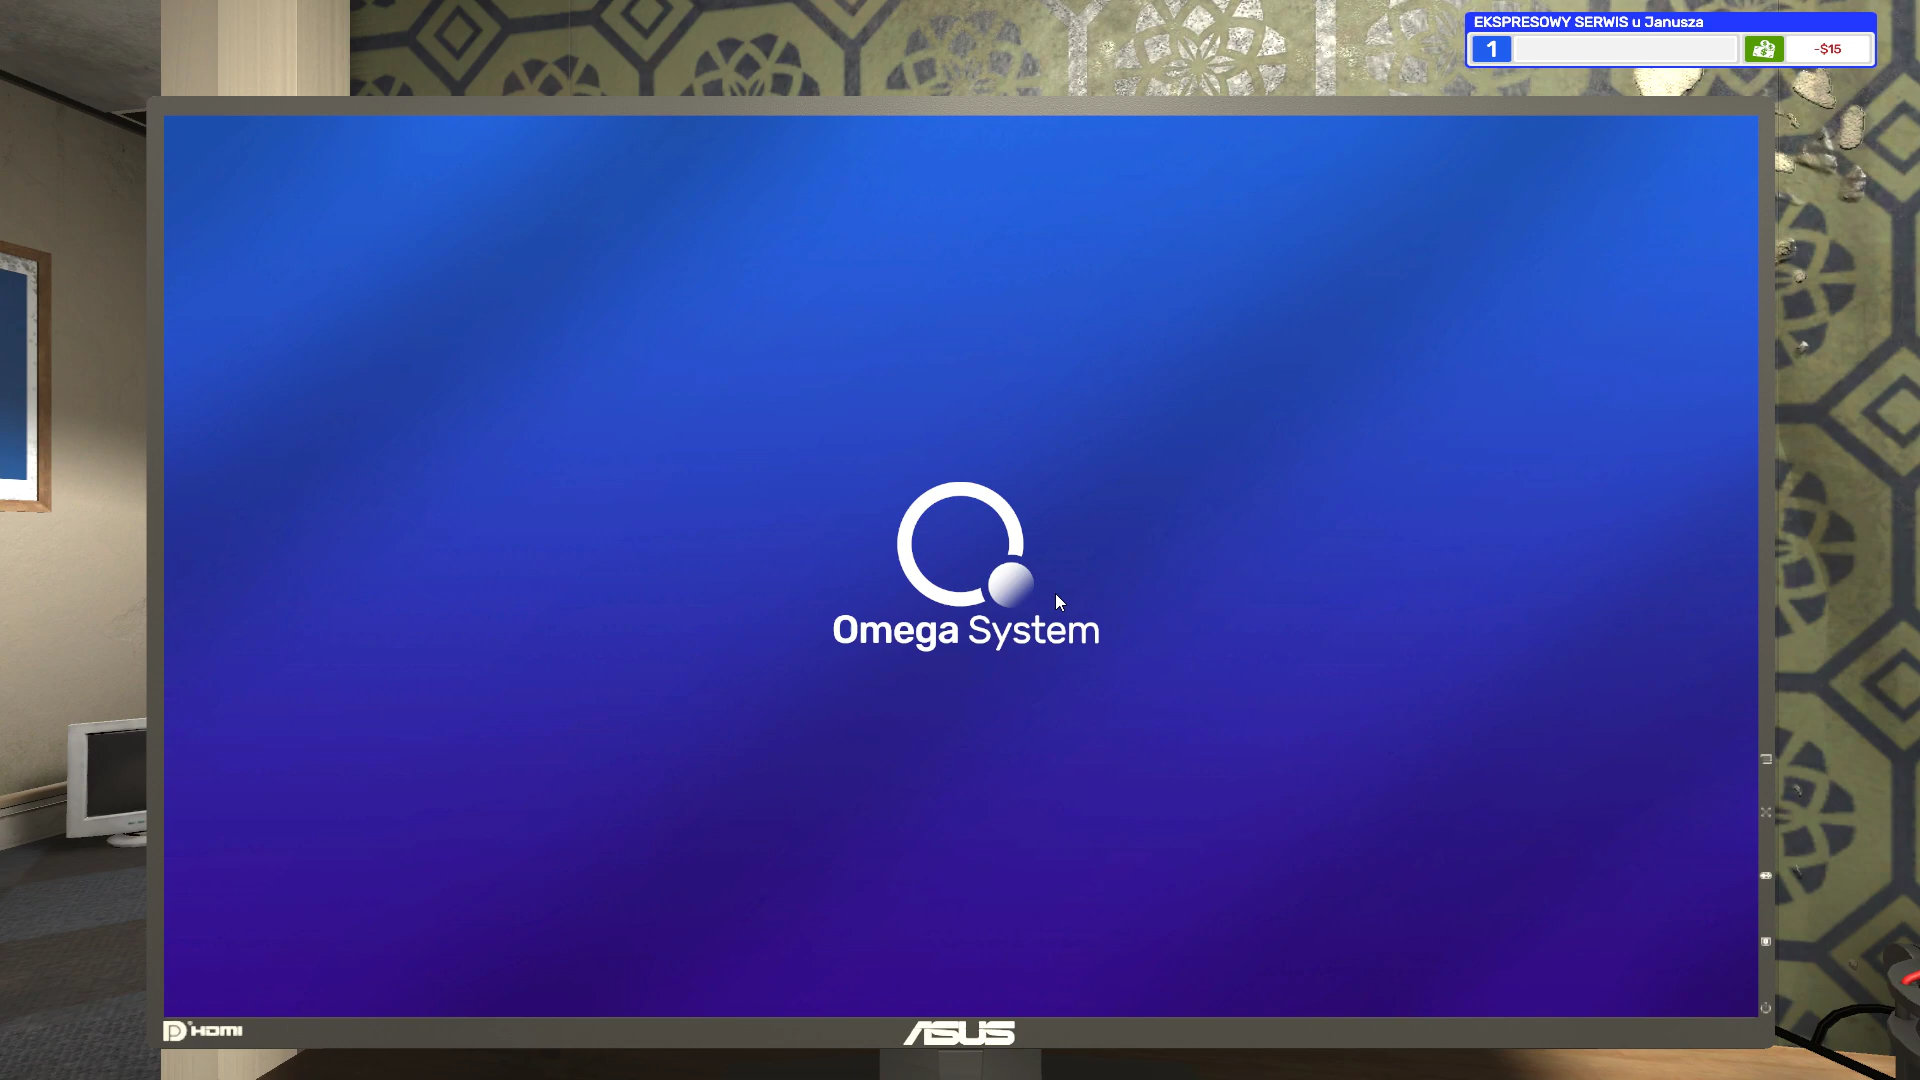 EKSPRESOWY SERWIS u Janusza
1
-$15
Omega System
HDMI
ASUS